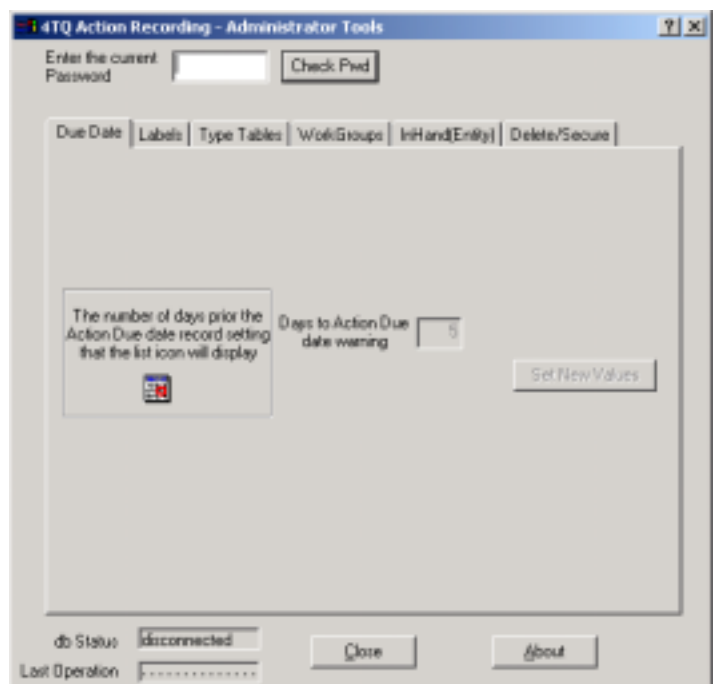 4TQ Action Recording - Administrator Tools
Enter the current
Password
Check Pwd
Due Date
Labels
Type Tables
WorkGroups
InHand(Entity)
Delete/Secure
The number of days prior the
Action Due date record setting
that the list icon will display
Days to Action Due
date warning
5
Set New Values
db Status
disconnected
Close
About
Last Operation
- - - - - - - - - - - - - -